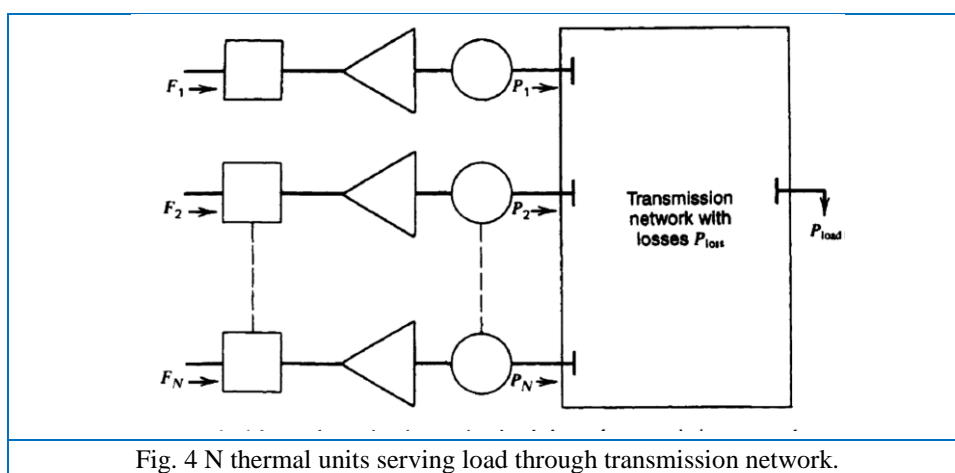 F1
P1
F2
P2
Transmission
network with
losses Ploss
Pload
FN
PN
Fig. 4 N thermal units serving load through transmission network.